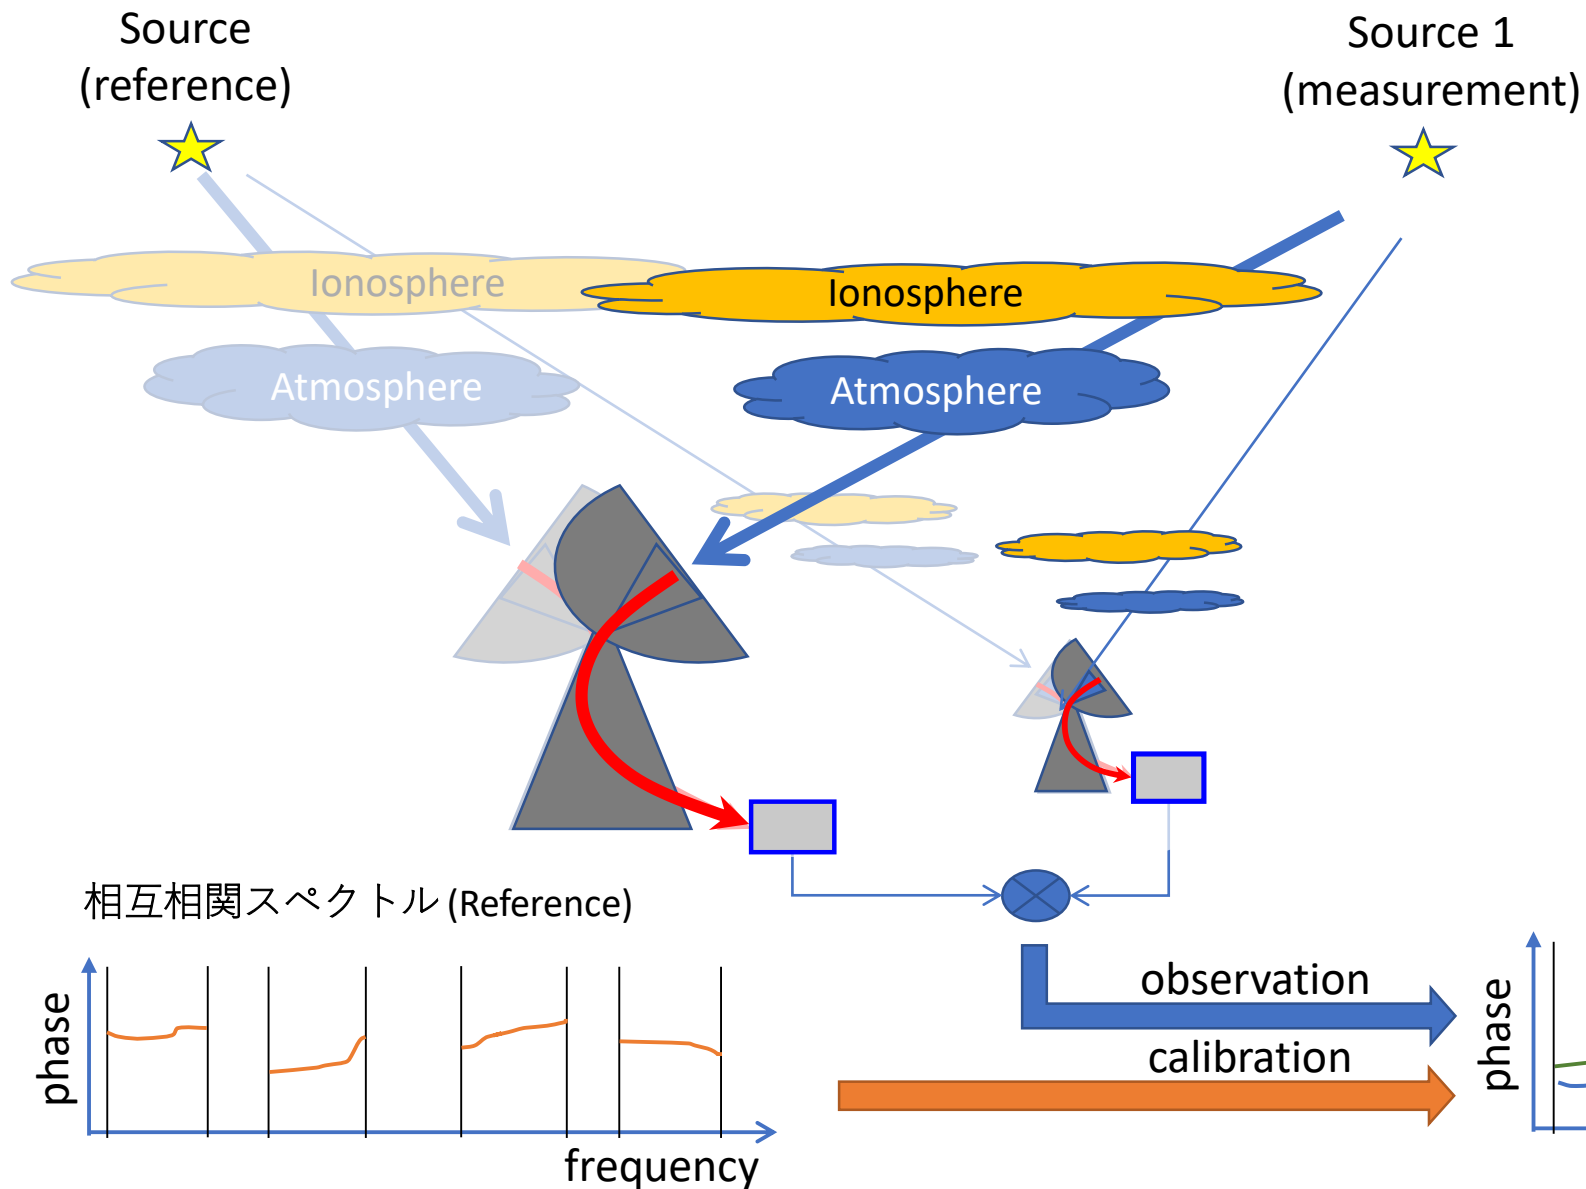 Source
(reference)
Source 1
(measurement)
Ionosphere
Ionosphere
Atmosphere
Atmosphere
相互相関スペクトル (Reference)
phase
frequency
observation
calibration
phase